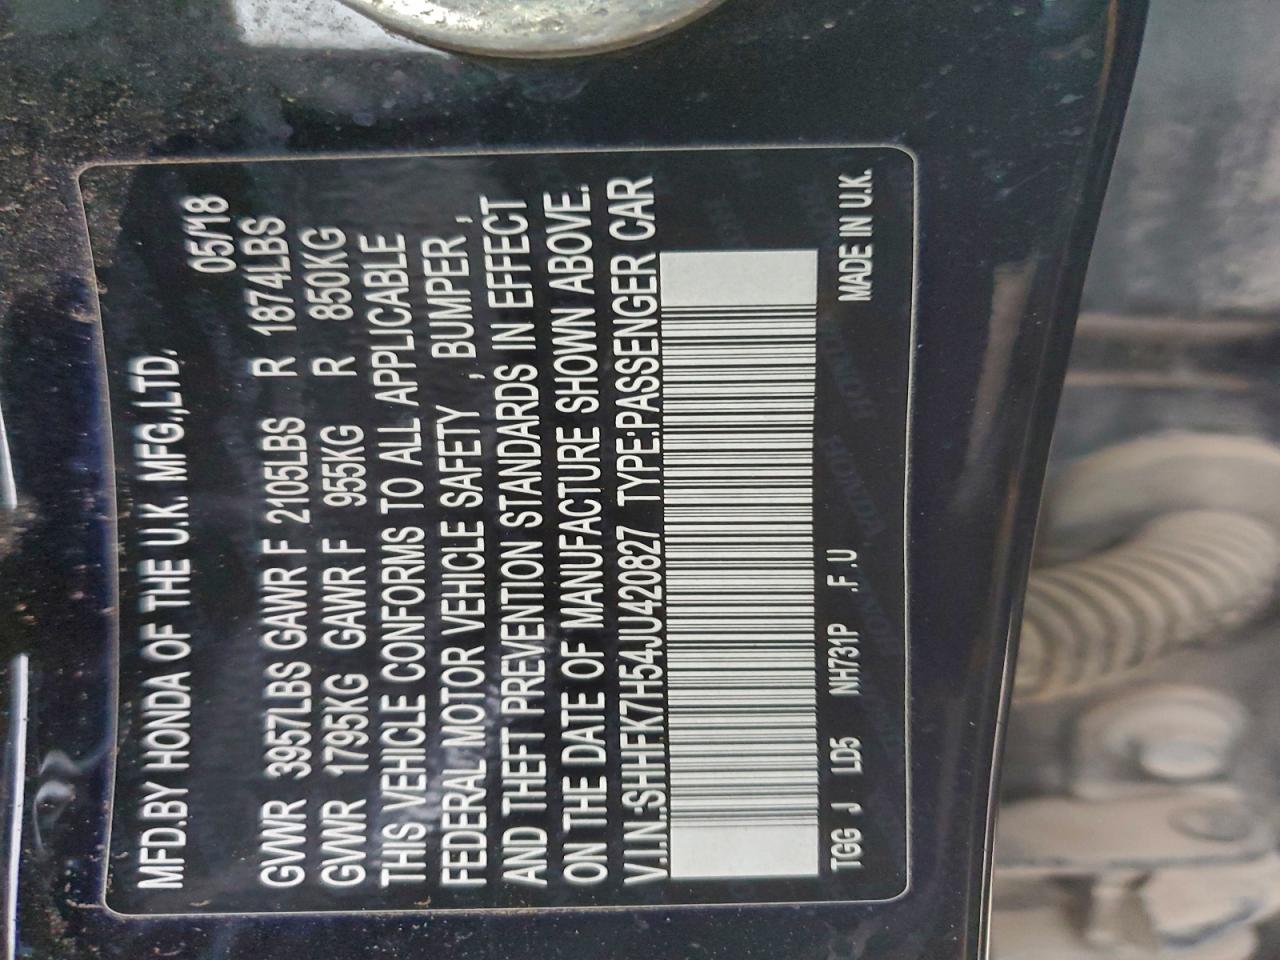 MFD.BY HONDA OF THE U.K. MFG.,LTD.
05/'18
GVWR 3957LBS GAWR F 2105LBS R 1874LBS
GVWR 1795KG GAWR F 955KG R 850KG
THIS VEHICLE CONFORMS TO ALL APPLICABLE
FEDERAL MOTOR VEHICLE SAFETY , BUMPER ,
AND THEFT PREVENTION STANDARDS IN EFFECT
ON THE DATE OF MANUFACTURE SHOWN ABOVE.
V.I.N.:SHHFK7H54JU420827 TYPE:PASSENGER CAR
TGG J LD5 NH731P .F.U MADE IN U.K.